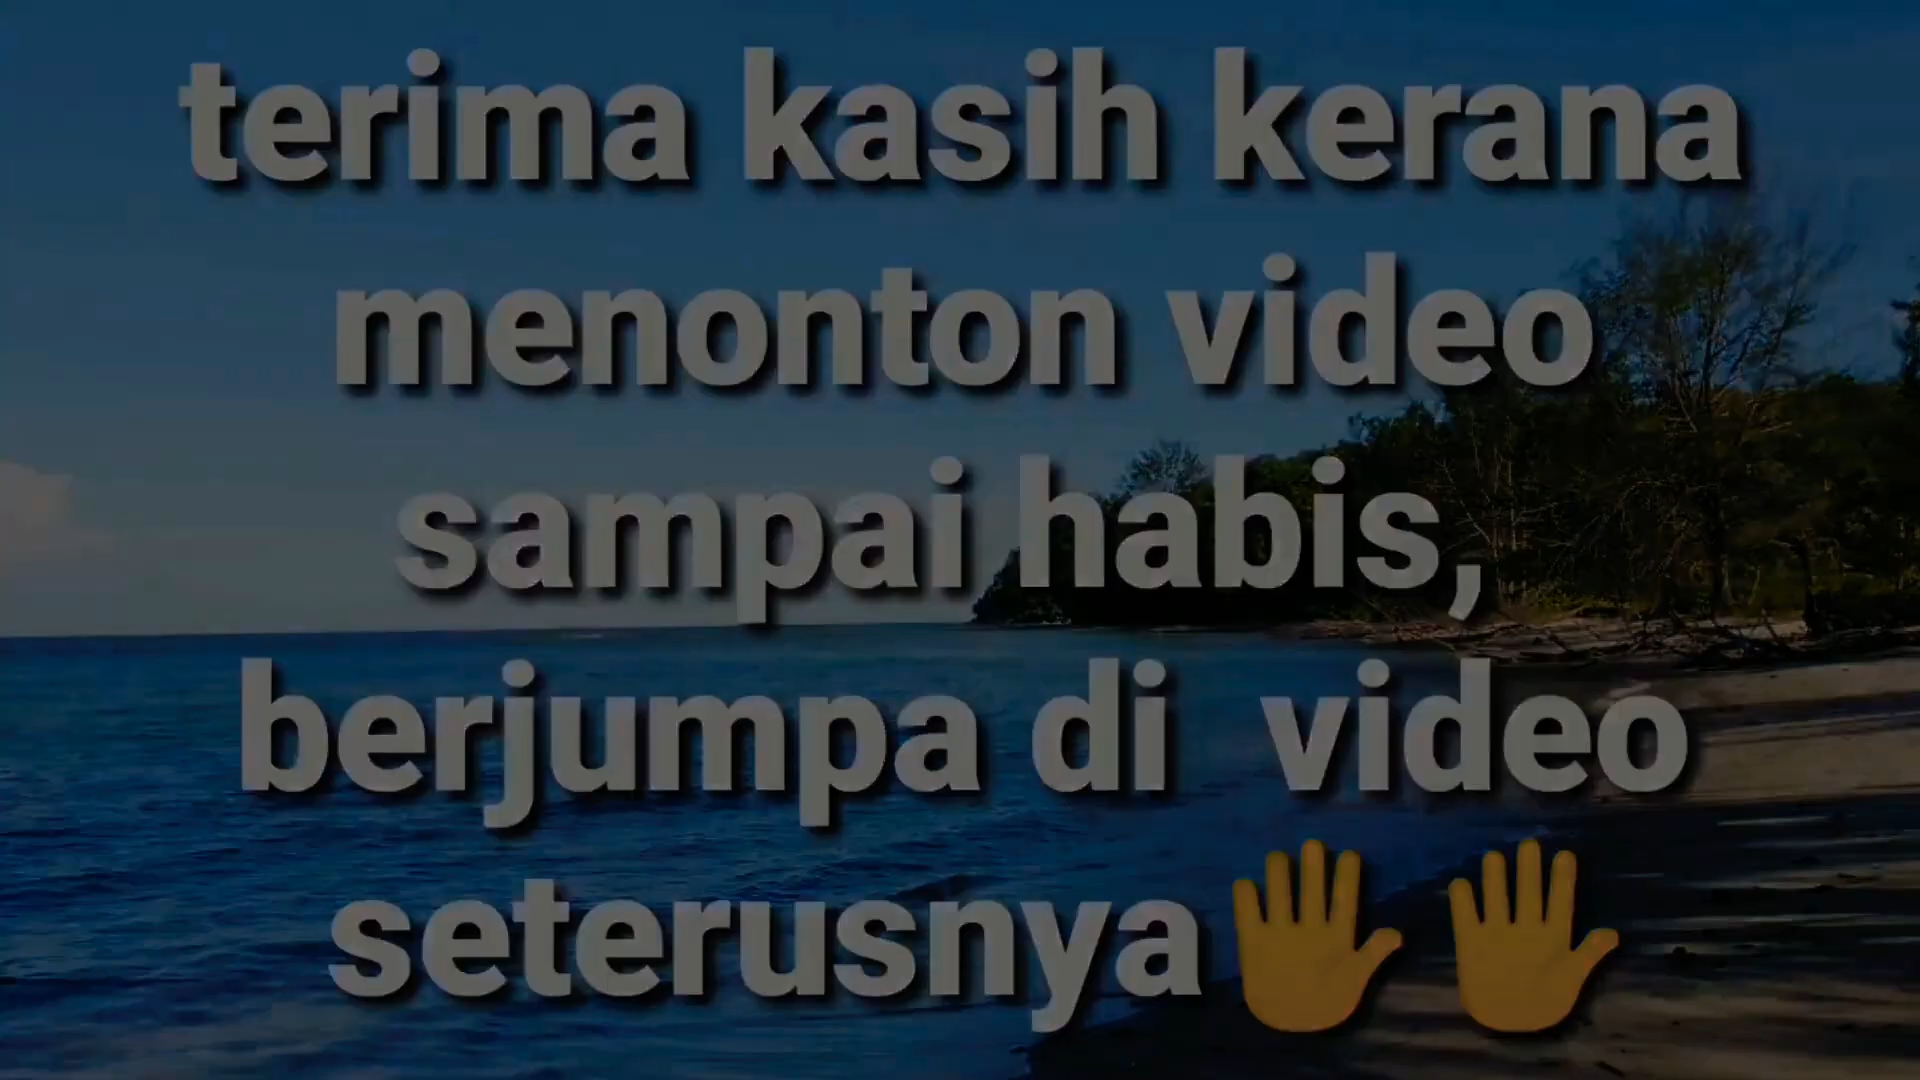 terima kasih kerana
menonton video
sampai habis,
berjumpa di  video
seterusnya🖐🖐